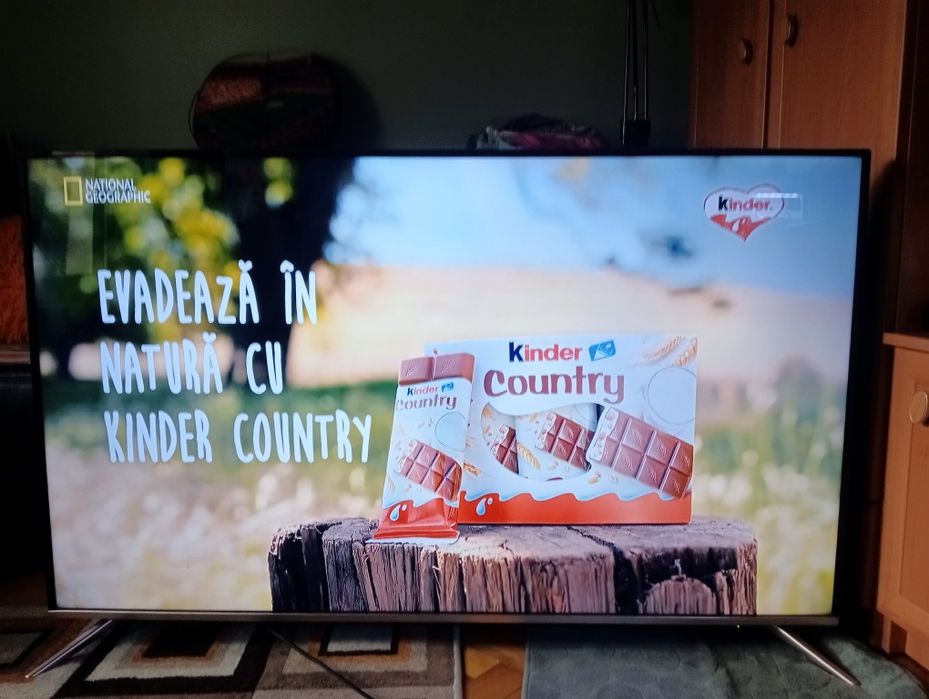 NATIONAL
GEOGRAPHIC
kinder
EVADEAZĂ ÎN
NATURĂ CU
KINDER COUNTRY
kinder
Country
kinder
Country